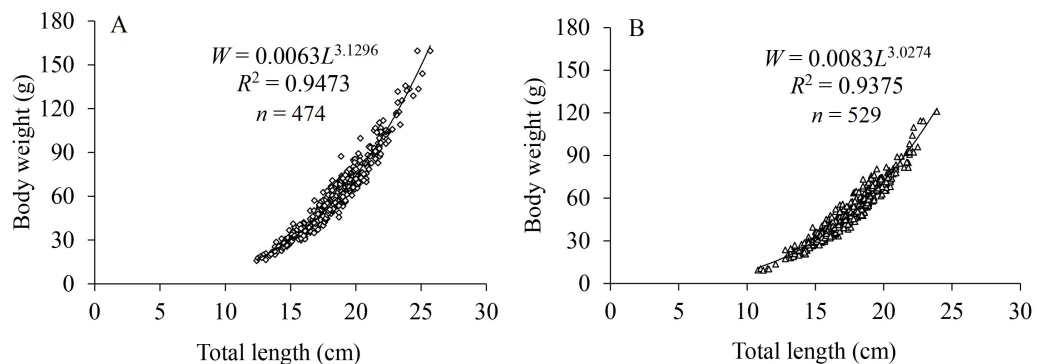 A
W = 0.0063L^3.1296
R² = 0.9473
n = 474
Body weight (g)
180
150
120
90
60
30
0
0 5 10 15 20 25 30
Total length (cm)
B
W = 0.0083L^3.0274
R² = 0.9375
n = 529
Body weight (g)
180
150
120
90
60
30
0
0 5 10 15 20 25 30
Total length (cm)